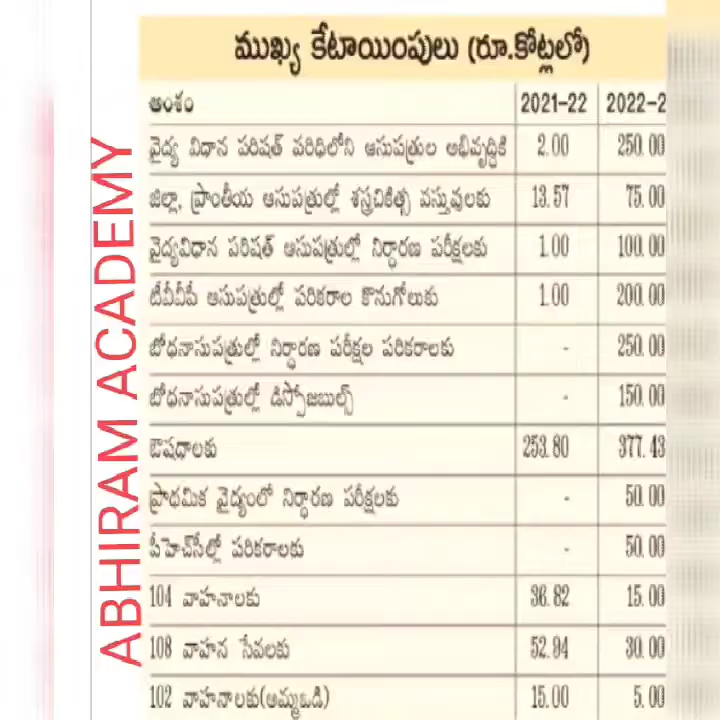 ABHIRAM ACADEMY
ముఖ్య కేటాయింపులు (రూ.కోట్లలో)
అంశం 2021-22 2022-2
వైద్య విధాన పరిషత్ పరిధిలోని ఆసుపత్రుల అభివృద్ధికి 2.00 250.00
జిల్లా, ప్రాంతీయ ఆసుపత్రుల్లో శస్త్రచికిత్స వస్తువులకు 13.57 75.00
వైద్యవిధాన పరిషత్ ఆసుపత్రుల్లో నిర్ధారణ పరీక్షలకు 1.00 100.00
టీవీవీపీ ఆసుపత్రుల్లో పరికరాల కొనుగోలుకు 1.00 200.00
బోధనాసుపత్రుల్లో నిర్ధారణ పరీక్షల పరికరాలకు - 250.00
బోధనాసుపత్రుల్లో డిస్పోజబుల్స్ - 150.00
ఔషధాలకు 253.80 377.43
ప్రాథమిక వైద్యంలో నిర్ధారణ పరీక్షలకు - 50.00
పీహెచ్‌సీల్లో పరికరాలకు - 50.00
104 వాహనాలకు 36.82 15.00
108 వాహన సేవలకు 52.94 30.00
102 వాహనాలకు(అమ్మఒడి) 15.00 5.00